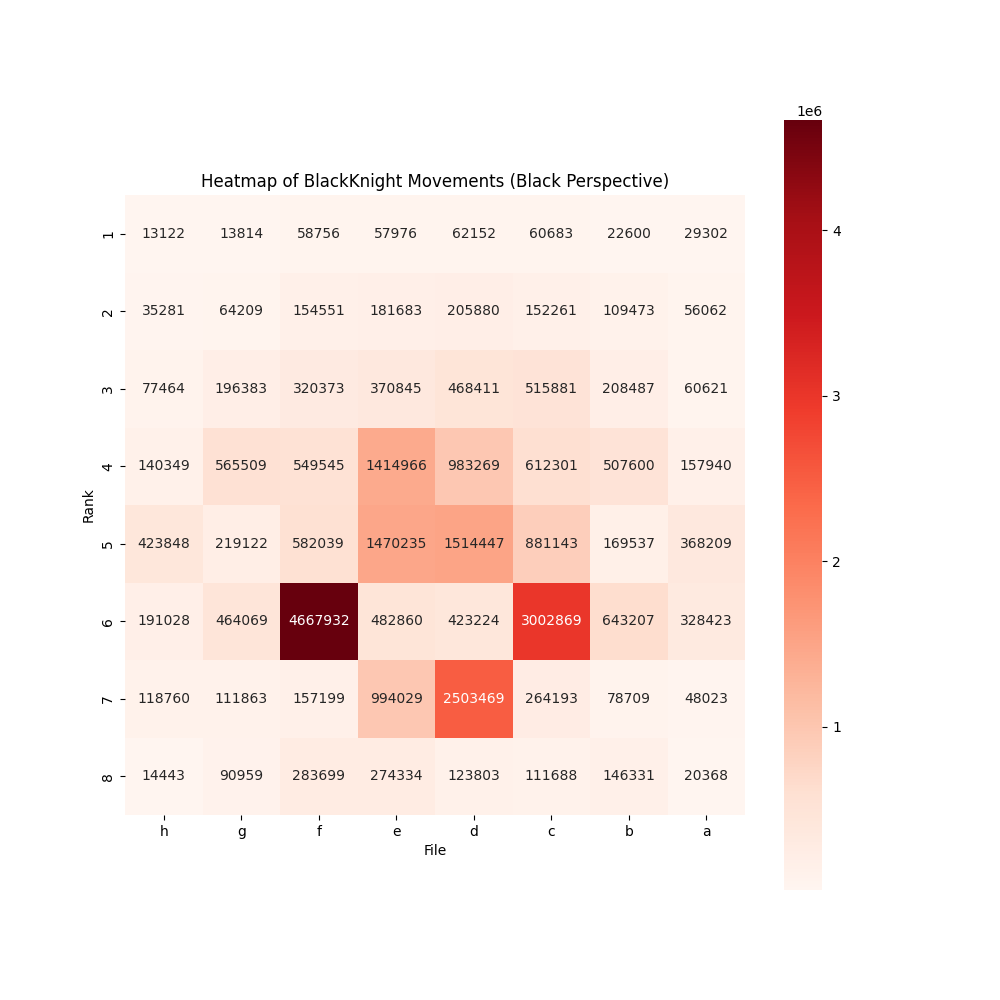 1e6
Heatmap of BlackKnight Movements (Black Perspective)
1 13122 13814 58756 57976 62152 60683 22600 29302
2 35281 64209 154551 181683 205880 152261 109473 56062
3 77464 196383 320373 370845 468411 515881 208487 60621
4 140349 565509 549545 1414966 983269 612301 507600 157940
Rank
5 423848 219122 582039 1470235 1514447 881143 169537 368209
6 191028 464069 4667932 482860 423224 3002869 643207 328423
7 118760 111863 157199 994029 2503469 264193 78709 48023
8 14443 90959 283699 274334 123803 111688 146331 20368
h g f e d c b a
File
4
3
2
1